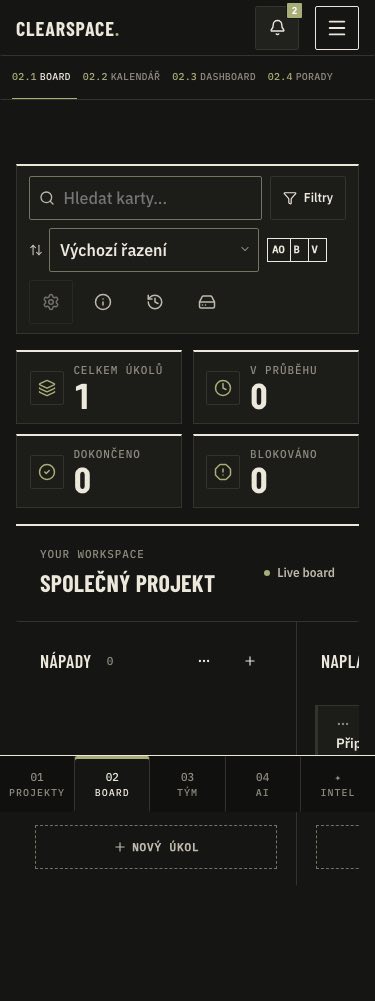 CLEARSPACE.
2
02.1 BOARD 02.2 KALENDÁŘ 02.3 DASHBOARD 02.4 PORADY
Hledat karty...
Filtry
Výchozí řazení
AO B V
CELKEM ÚKOLŮ
1
V PRŮBĚHU
0
DOKONČENO
0
BLOKOVÁNO
0
YOUR WORKSPACE
SPOLEČNÝ PROJEKT
Live board
NÁPADY 0
NAPLÁ
Přip
01 PROJEKTY
02 BOARD
03 TÝM
04 AI
INTEL
+ NOVÝ ÚKOL